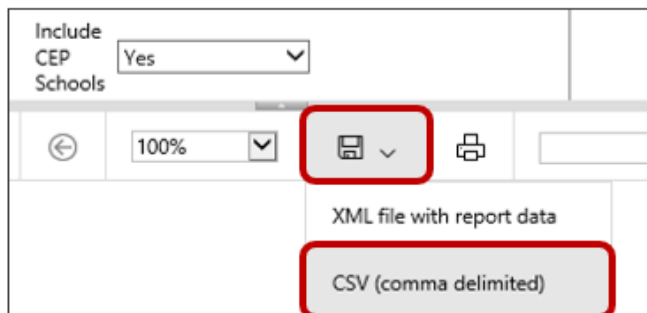 Include
CEP
Schools
Yes
100%
XML file with report data
CSV (comma delimited)